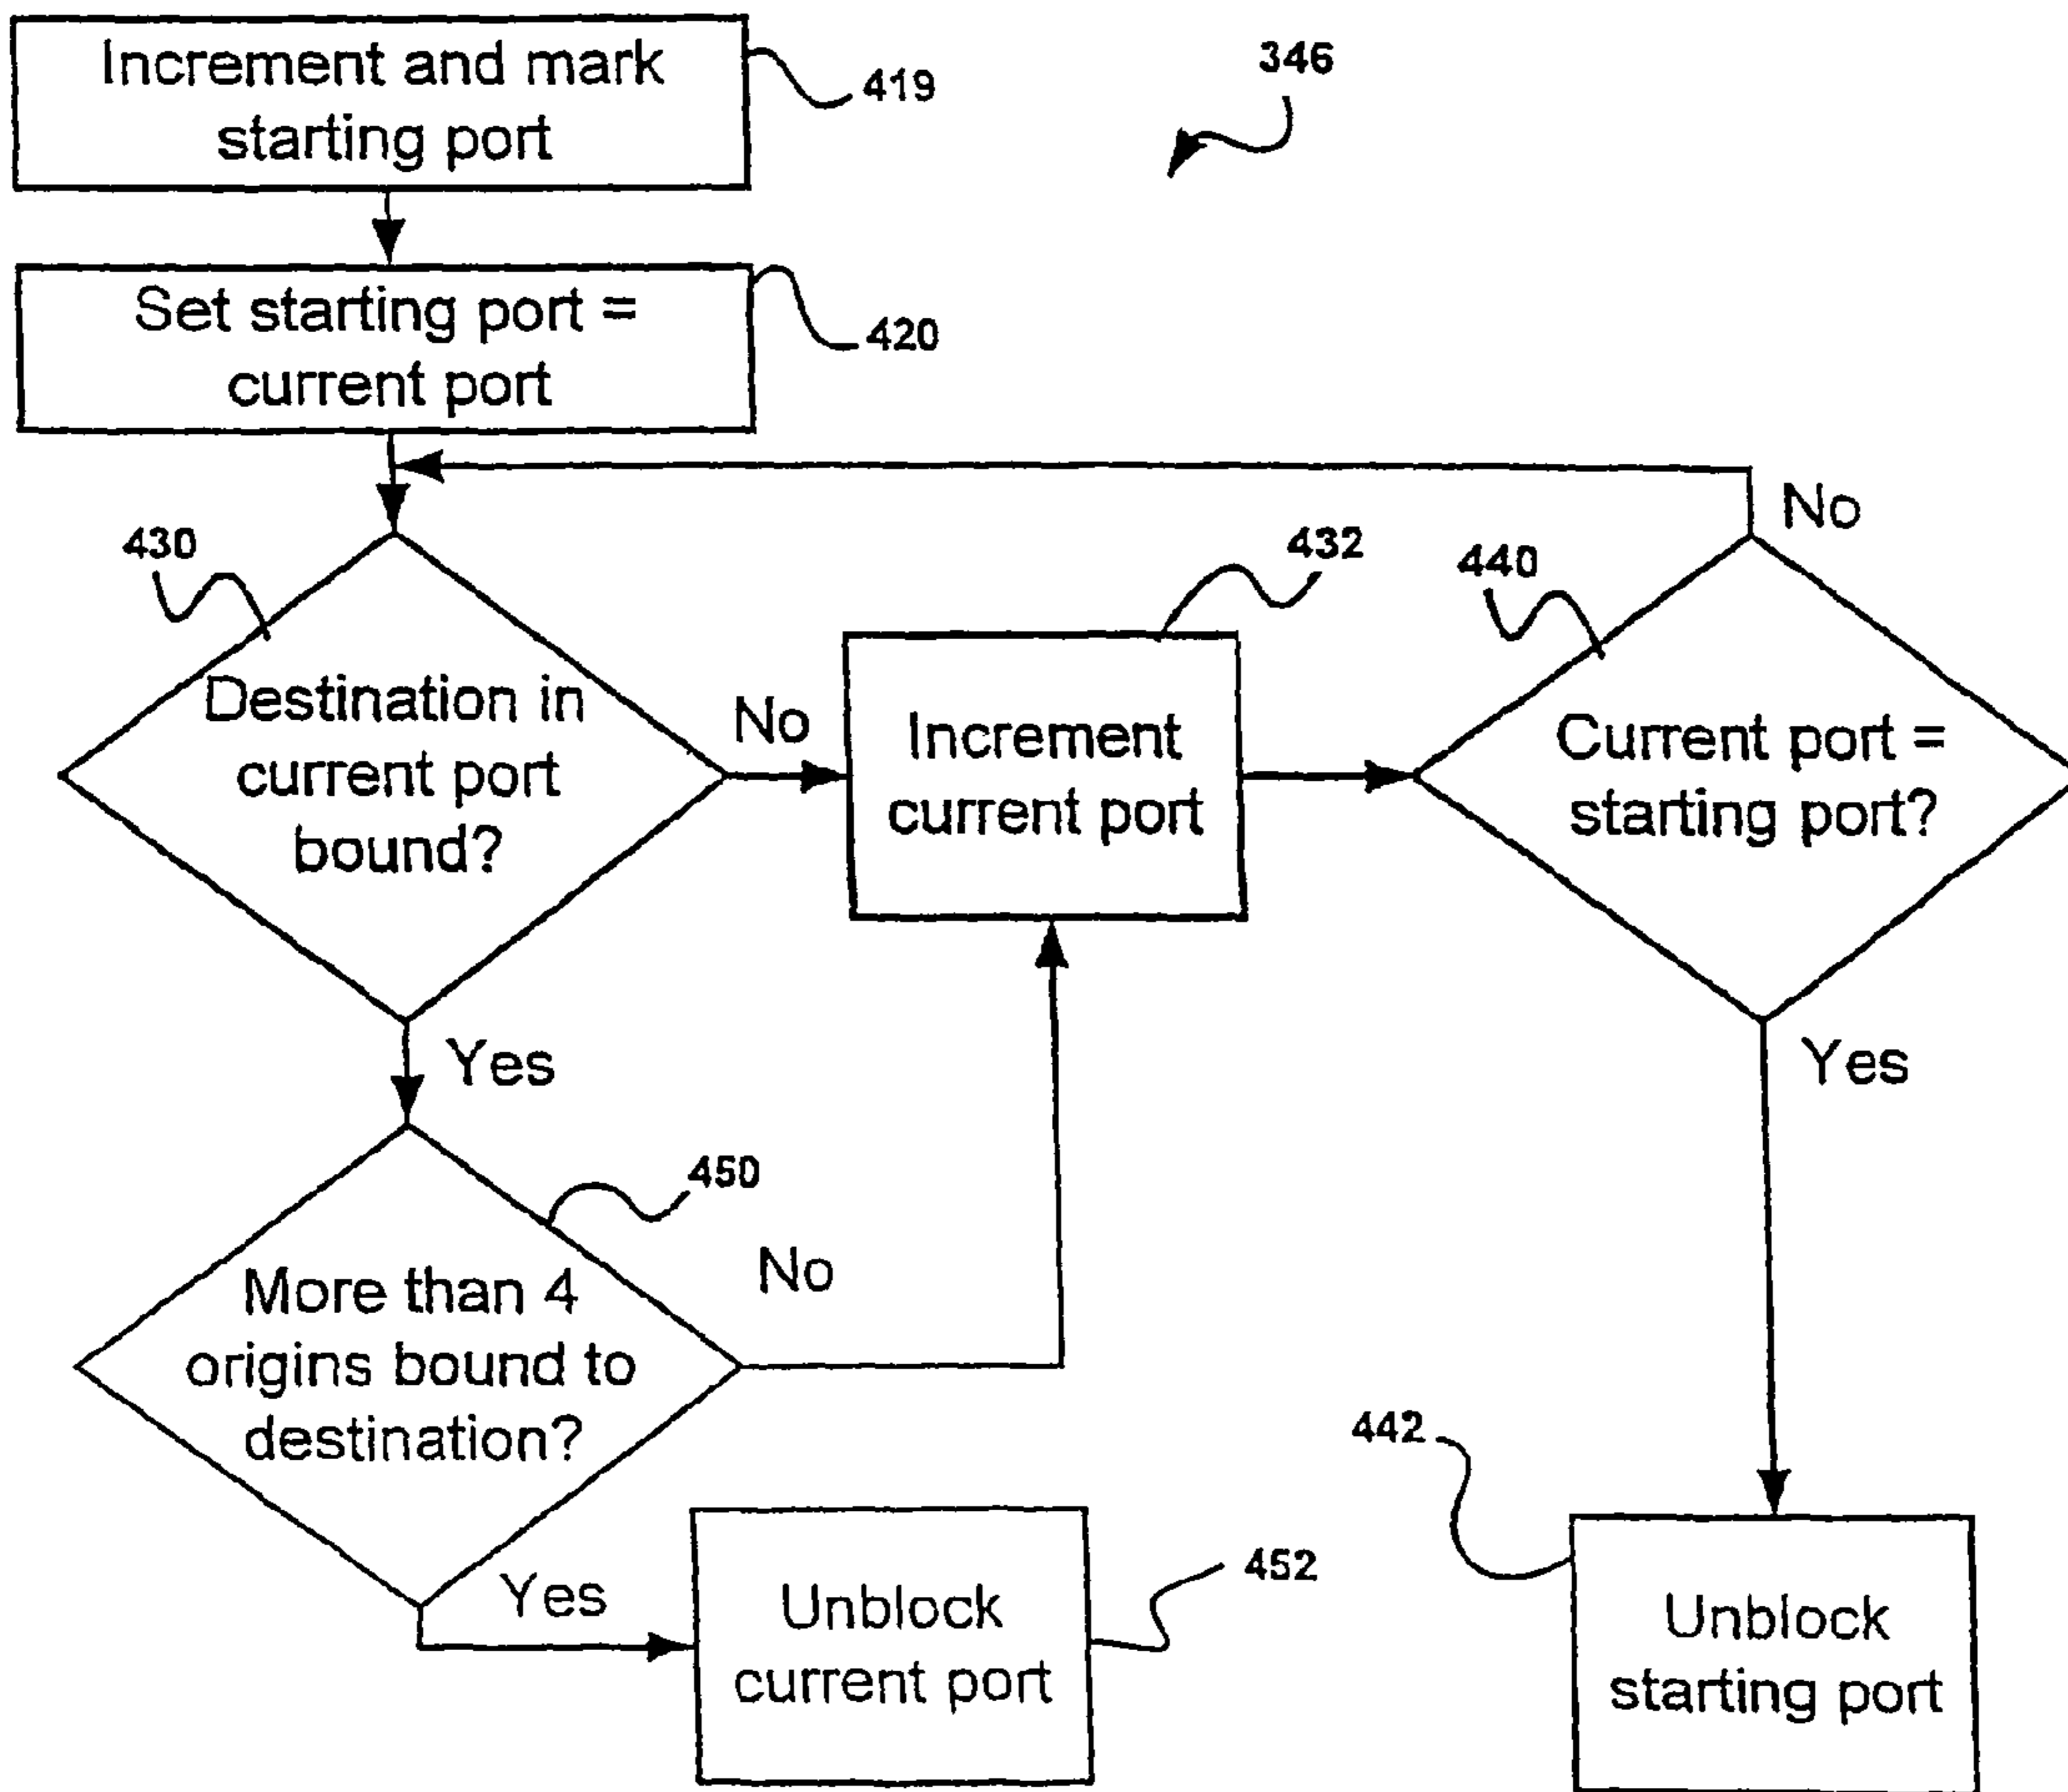 Increment and mark
starting port
419
346
Set starting port =
current port
420
No
430
432
440
Destination in
current port
bound?
No
Increment
current port
Current port =
starting port?
Yes
Yes
450
More than 4
origins bound to
destination?
No
442
Yes
Unblock
current port
452
Unblock
starting port